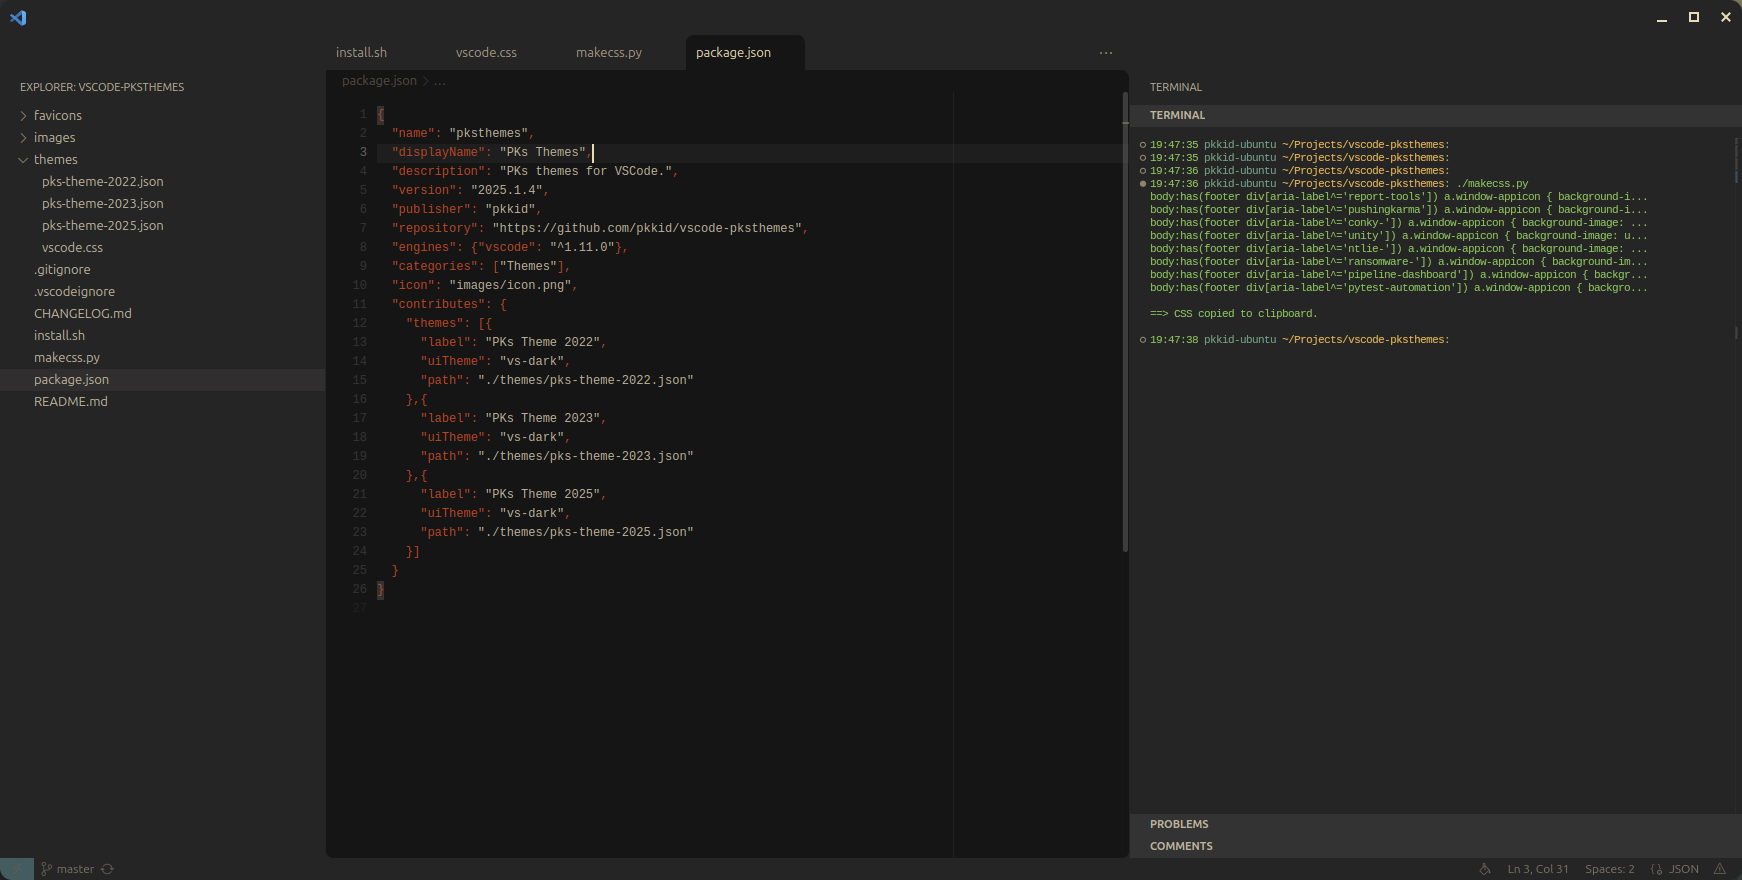 install.sh
vscode.css
makecss.py
package.json
...
EXPLORER: VSCODE-PKSTHEMES
favicons
images
themes
pks-theme-2022.json
pks-theme-2023.json
pks-theme-2025.json
vscode.css
.gitignore
.vscodeignore
CHANGELOG.md
install.sh
makecss.py
package.json
README.md
package.json > ...
1 {
2 "name": "pksthemes",
3 "displayName": "PKs Themes",
4 "description": "PKs themes for VSCode.",
5 "version": "2025.1.4",
6 "publisher": "pkkid",
7 "repository": "https://github.com/pkkid/vscode-pksthemes",
8 "engines": {"vscode": "^1.11.0"},
9 "categories": ["Themes"],
10 "icon": "images/icon.png",
11 "contributes": {
12 "themes": [{
13 "label": "PKs Theme 2022",
14 "uiTheme": "vs-dark",
15 "path": "./themes/pks-theme-2022.json"
16 },{
17 "label": "PKs Theme 2023",
18 "uiTheme": "vs-dark",
19 "path": "./themes/pks-theme-2023.json"
20 },{
21 "label": "PKs Theme 2025",
22 "uiTheme": "vs-dark",
23 "path": "./themes/pks-theme-2025.json"
24 }]
25 }
26 }
27
TERMINAL
TERMINAL
19:47:35 pkkid-ubuntu ~/Projects/vscode-pksthemes:
19:47:35 pkkid-ubuntu ~/Projects/vscode-pksthemes:
19:47:36 pkkid-ubuntu ~/Projects/vscode-pksthemes:
19:47:36 pkkid-ubuntu ~/Projects/vscode-pksthemes: ./makecss.py
body:has(footer div[aria-label^='report-tools']) a.window-appicon { background-i...
body:has(footer div[aria-label^='pushingkarma']) a.window-appicon { background-i...
body:has(footer div[aria-label^='conky-']) a.window-appicon { background-image: ...
body:has(footer div[aria-label^='unity']) a.window-appicon { background-image: u...
body:has(footer div[aria-label^='ntlie-']) a.window-appicon { background-image: ...
body:has(footer div[aria-label^='ransomware-']) a.window-appicon { background-im...
body:has(footer div[aria-label^='pipeline-dashboard']) a.window-appicon { backgr...
body:has(footer div[aria-label^='pytest-automation']) a.window-appicon { backgro...
==> CSS copied to clipboard.
19:47:38 pkkid-ubuntu ~/Projects/vscode-pksthemes:
PROBLEMS
COMMENTS
master
Ln 3, Col 31
Spaces: 2
{} JSON